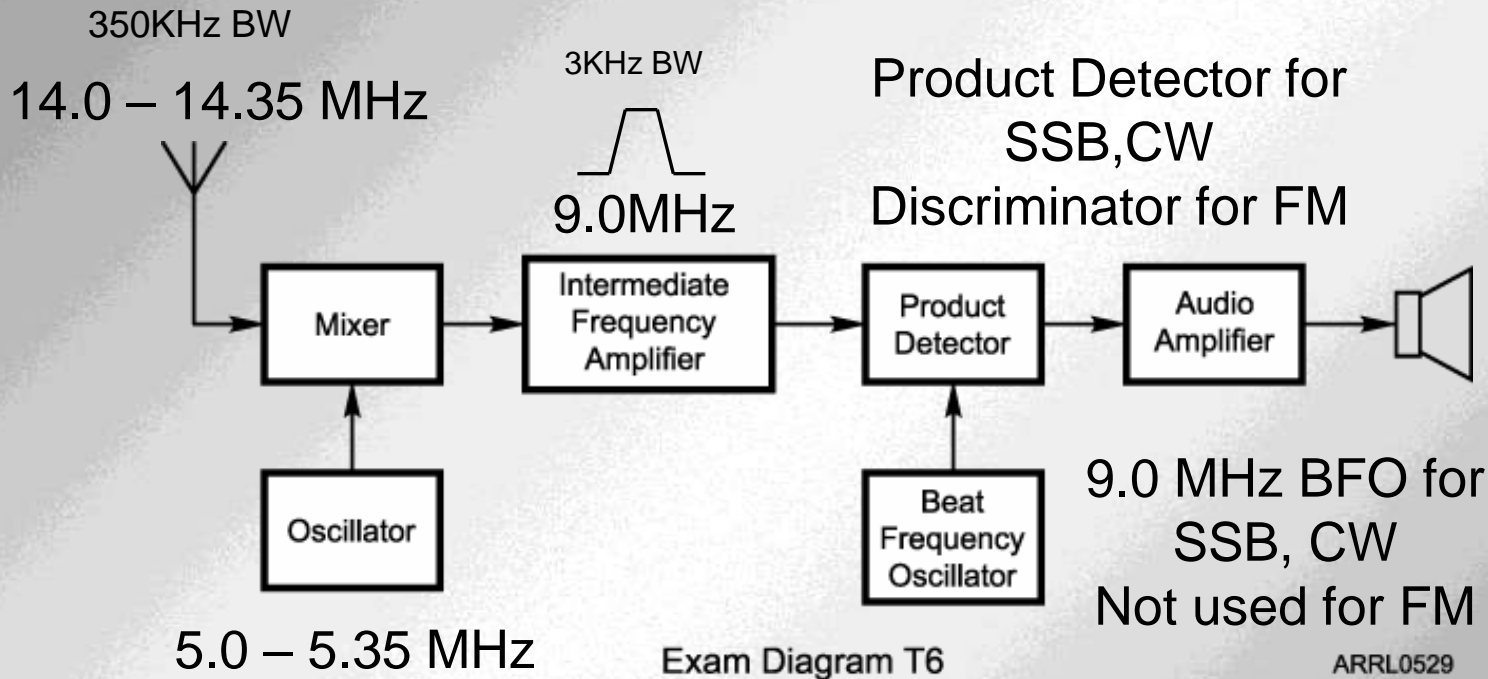 350KHz BW
14.0 – 14.35 MHz
3KHz BW
9.0MHz
Product Detector for
SSB,CW
Discriminator for FM
Mixer
Intermediate
Frequency
Amplifier
Product
Detector
Audio
Amplifier
Oscillator
5.0 – 5.35 MHz
Beat
Frequency
Oscillator
9.0 MHz BFO for
SSB, CW
Not used for FM
Exam Diagram T6
ARRL0529